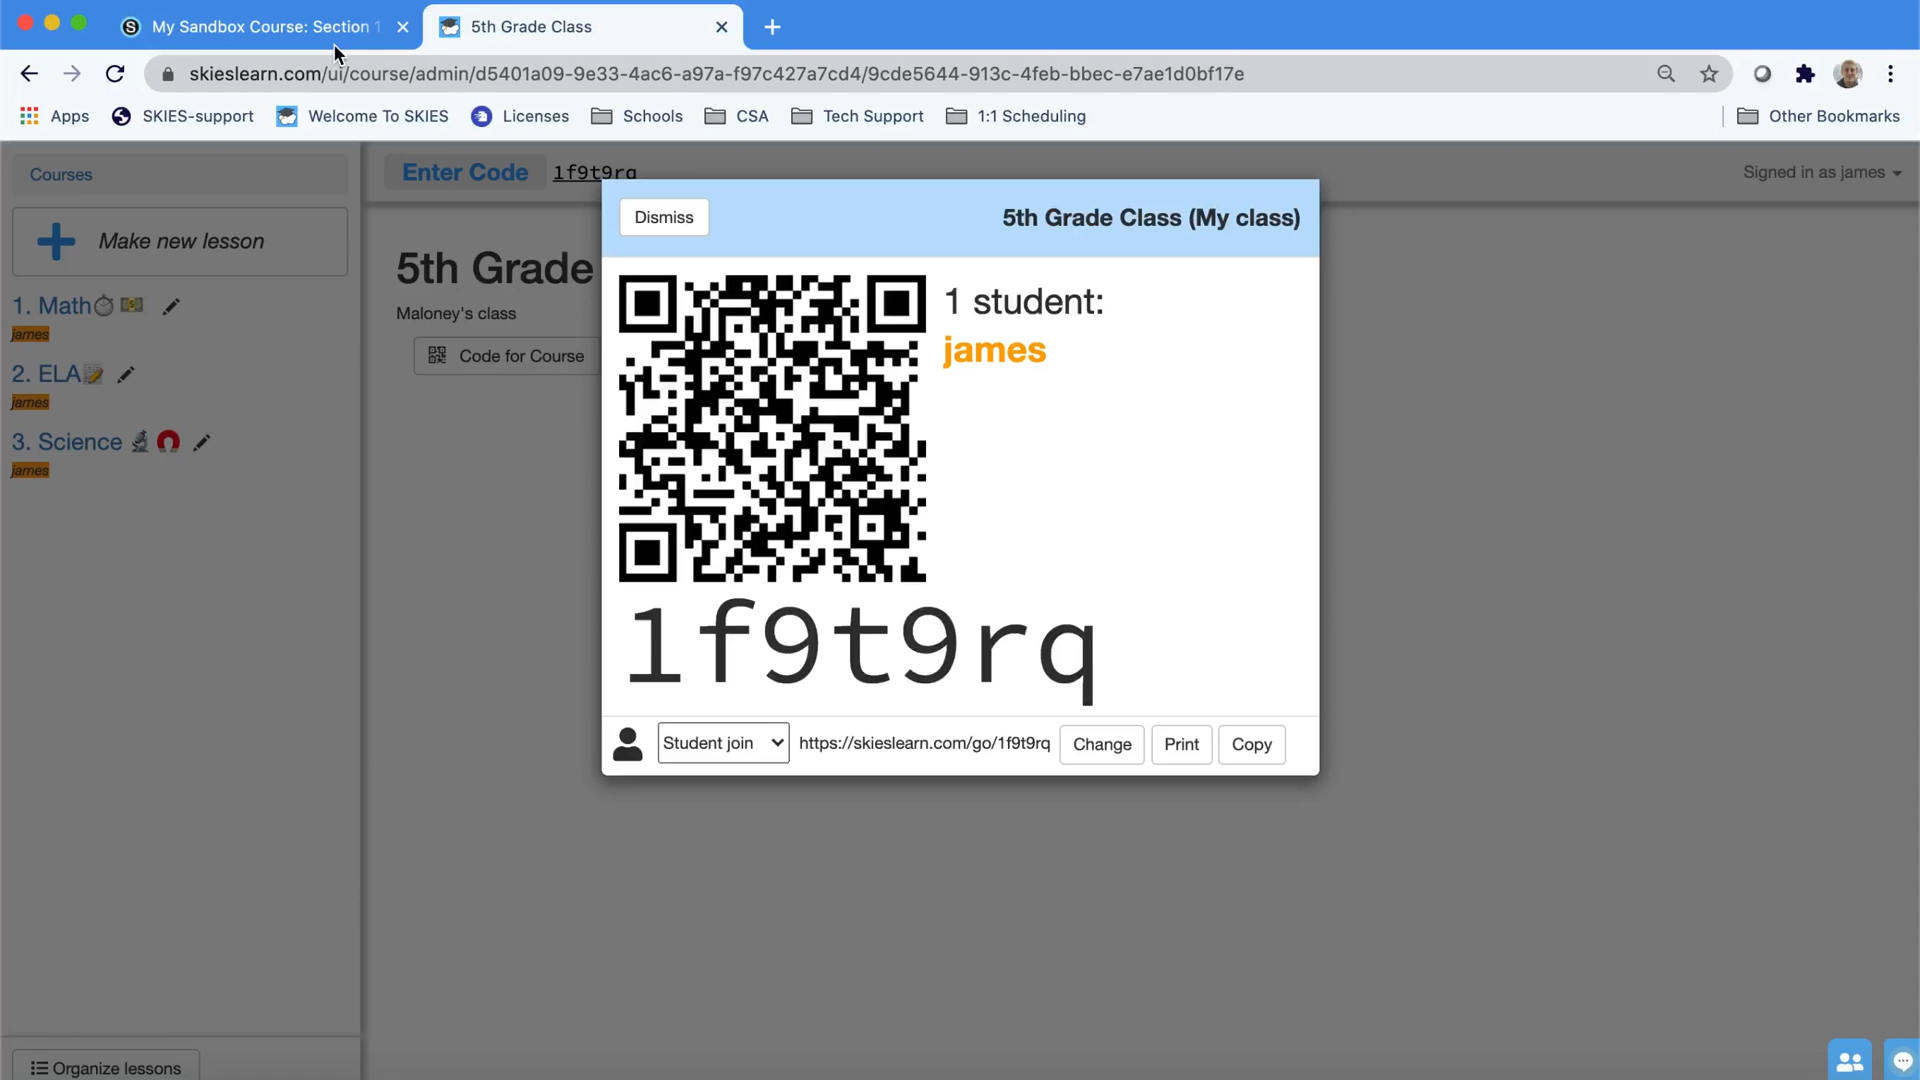 My Sandbox Course: Section 1
5th Grade Class
skieslearn.com/ui/course/admin/d5401a09-9e33-4ac6-a97a-f97c427a7cd4/9cde5644-913c-4feb-bbec-e7ae1d0bf17e
Apps SKIES-support Welcome To SKIES Licenses Schools CSA Tech Support 1:1 Scheduling Other Bookmarks
Courses
Enter Code 1f9t9rq
Signed in as james
Make new lesson
5th Grade
Maloney's class
Code for Course
1. Math
james
2. ELA
james
3. Science
james
Organize lessons
Dismiss
5th Grade Class (My class)
1 student:
james
1f9t9rq
Student join https://skieslearn.com/go/1f9t9rq Change Print Copy